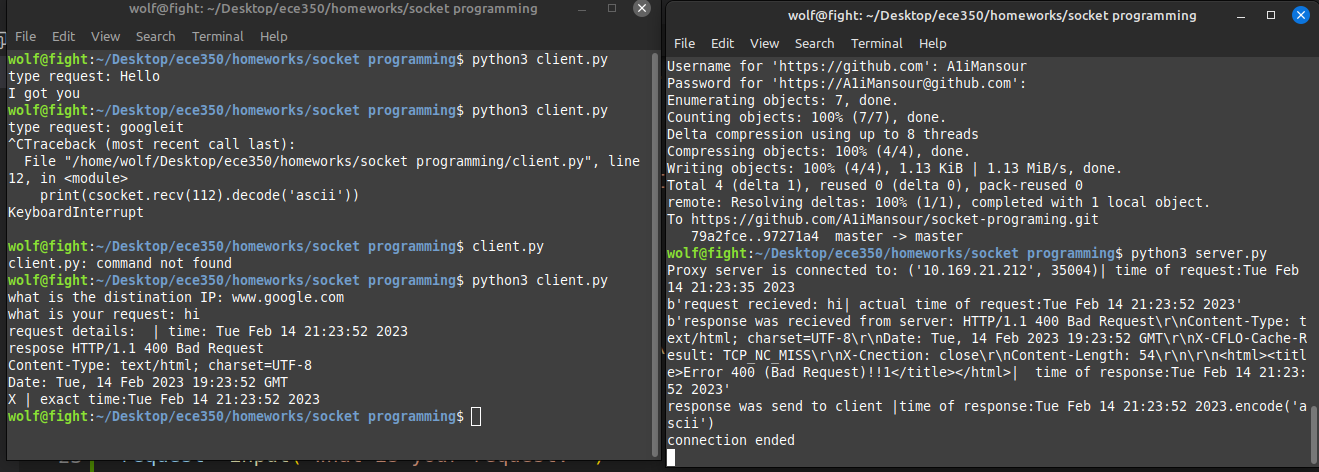 wolf@fight: ~/Desktop/ece350/homeworks/socket programming
File Edit View Search Terminal Help
wolf@fight:~/Desktop/ece350/homeworks/socket programming$ python3 client.py
type request: Hello
I got you
wolf@fight:~/Desktop/ece350/homeworks/socket programming$ python3 client.py
type request: googleit
^CTraceback (most recent call last):
  File "/home/wolf/Desktop/ece350/homeworks/socket programming/client.py", line
12, in <module>
    print(csocket.recv(112).decode('ascii'))
KeyboardInterrupt
wolf@fight:~/Desktop/ece350/homeworks/socket programming$ client.py
client.py: command not found
wolf@fight:~/Desktop/ece350/homeworks/socket programming$ python3 client.py
what is the distination IP: www.google.com
what is your request: hi
request details:  | time: Tue Feb 14 21:23:52 2023
respose HTTP/1.1 400 Bad Request
Content-Type: text/html; charset=UTF-8
Date: Tue, 14 Feb 2023 19:23:52 GMT
X | exact time:Tue Feb 14 21:23:52 2023
wolf@fight:~/Desktop/ece350/homeworks/socket programming$
wolf@fight: ~/Desktop/ece350/homeworks/socket programming
File Edit View Search Terminal Help
Username for 'https://github.com': A1iMansour
Password for 'https://A1iMansour@github.com':
Enumerating objects: 7, done.
Counting objects: 100% (7/7), done.
Delta compression using up to 8 threads
Compressing objects: 100% (4/4), done.
Writing objects: 100% (4/4), 1.13 KiB | 1.13 MiB/s, done.
Total 4 (delta 1), reused 0 (delta 0), pack-reused 0
remote: Resolving deltas: 100% (1/1), completed with 1 local object.
To https://github.com/A1iMansour/socket-programing.git
   79a2fce..97271a4  master -> master
wolf@fight:~/Desktop/ece350/homeworks/socket programming$ python3 server.py
Proxy server is connected to: ('10.169.21.212', 35004)| time of request:Tue Feb
14 21:23:35 2023
b'request recieved: hi| actual time of request:Tue Feb 14 21:23:52 2023'
b'response was recieved from server: HTTP/1.1 400 Bad Request\r\nContent-Type: t
ext/html; charset=UTF-8\r\nDate: Tue, 14 Feb 2023 19:23:52 GMT\r\nX-CFLO-Cache-R
esult: TCP_NC_MISS\r\nX-Cnection: close\r\nContent-Length: 54\r\n\r\n<html><titl
e>Error 400 (Bad Request)!!1</title></html>|  time of response:Tue Feb 14 21:23:
52 2023'
response was send to client |time of response:Tue Feb 14 21:23:52 2023.encode('a
scii')
connection ended